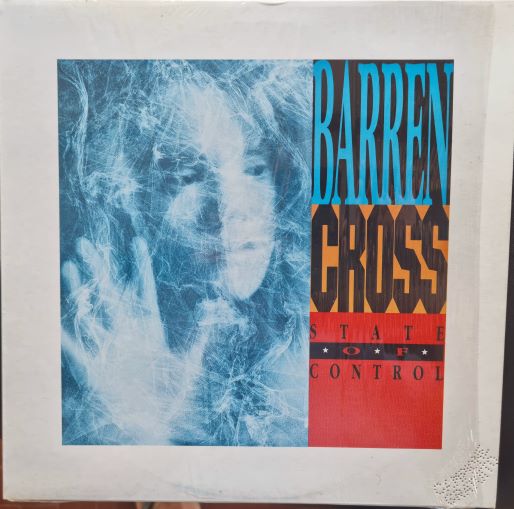 BARREN
CROSS
STATE
OF
CONTROL